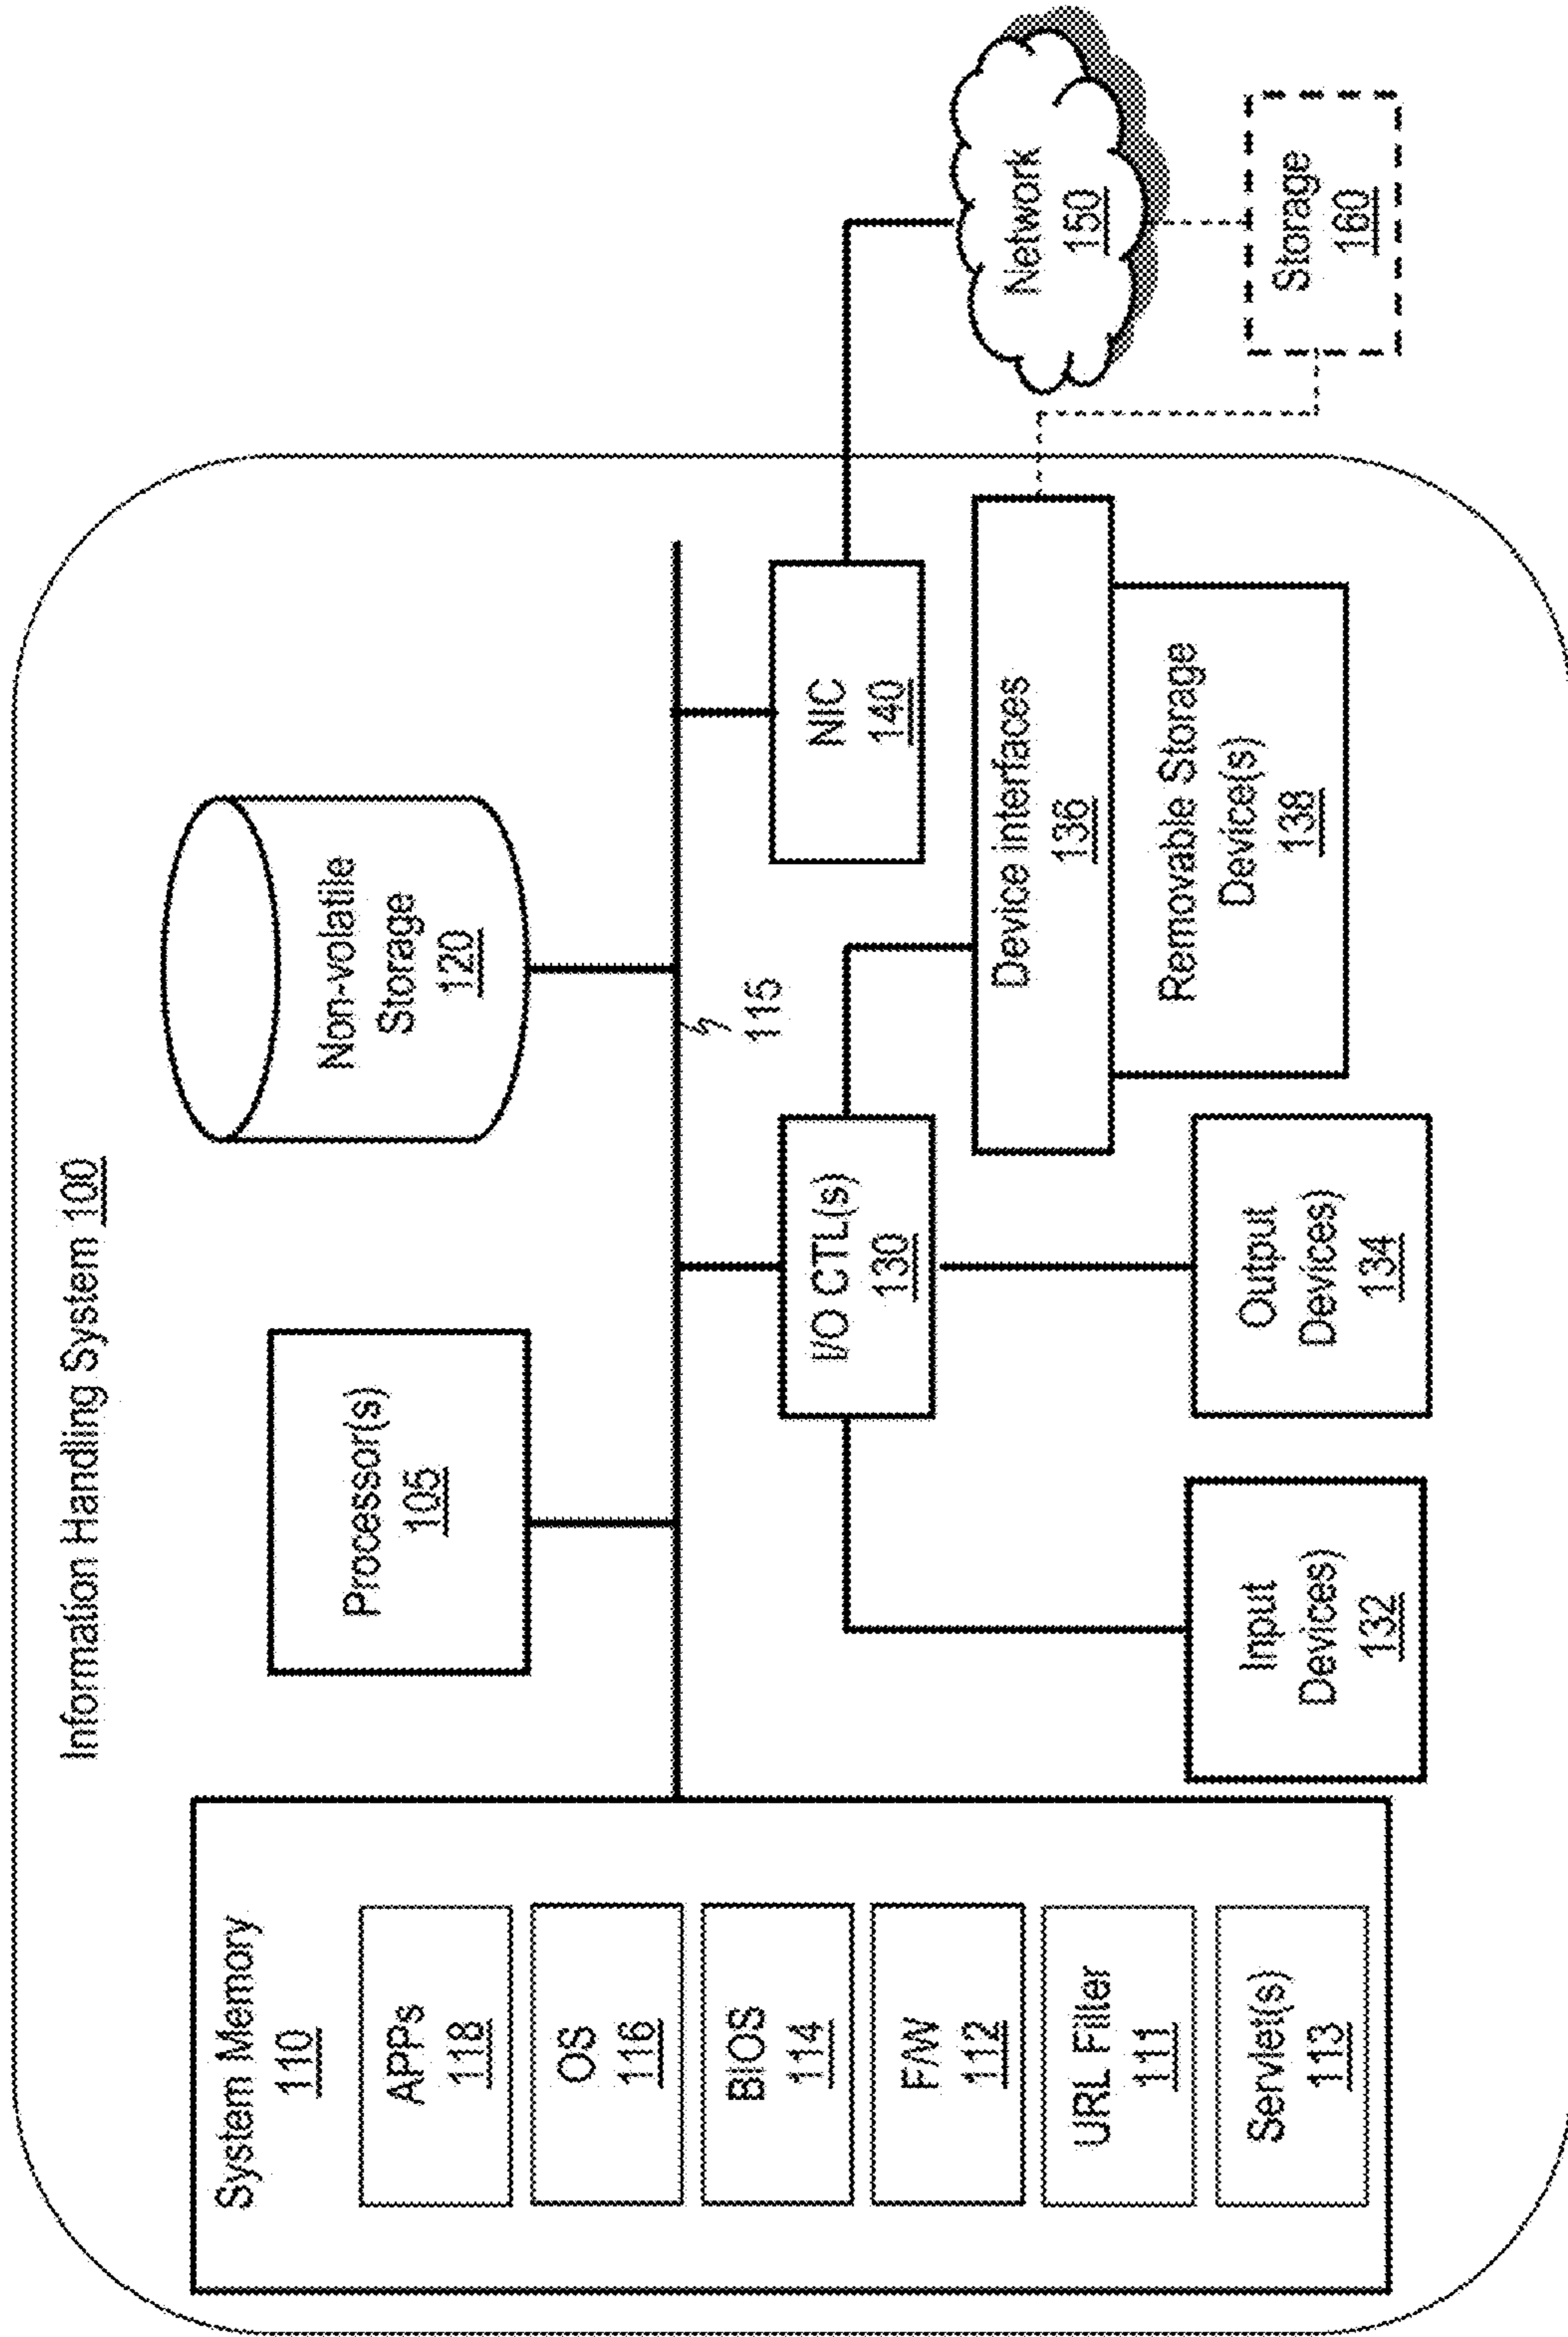 Information Handling System 100
System Memory
110
APPs
118
OS
116
BIOS
114
F/W
112
URL Filler
111
Servlet(s)
113
Processor(s)
105
Non-volatile
Storage
120
115
I/O CTL(s)
130
NIC
140
Device Interfaces
136
Removable Storage
Device(s)
138
Input
Devices)
132
Output
Devices)
134
Network
150
Storage
160